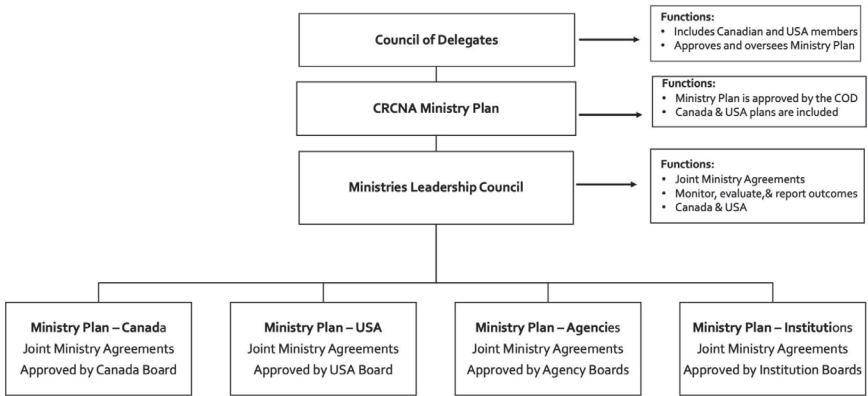 Council of Delegates
Functions:
• Includes Canadian and USA members
• Approves and oversees Ministry Plan
CRCNA Ministry Plan
Functions:
• Ministry Plan is approved by the COD
• Canada & USA plans are included
Ministries Leadership Council
Functions:
• Joint Ministry Agreements
• Monitor, evaluate,& report outcomes
• Canada & USA
Ministry Plan – Canada
Joint Ministry Agreements
Approved by Canada Board
Ministry Plan – USA
Joint Ministry Agreements
Approved by USA Board
Ministry Plan – Agencies
Joint Ministry Agreements
Approved by Agency Boards
Ministry Plan – Institutions
Joint Ministry Agreements
Approved by Institution Boards